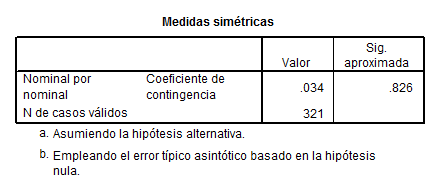 Medidas simétricas
Sig.
Valor aproximada
Nominal por Coeficiente de .034 .826
nominal contingencia
N de casos válidos 321
a. Asumiendo la hipótesis alternativa.
b. Empleando el error típico asintótico basado en la hipótesis
nula.